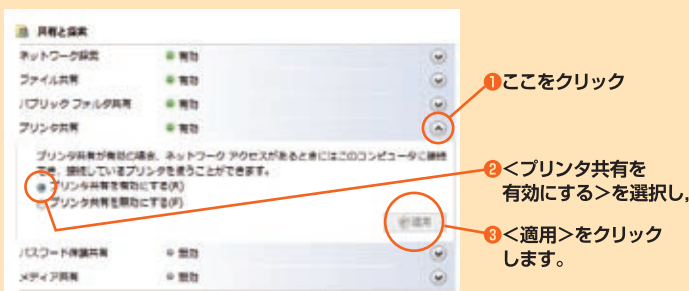 共有と探索
ネットワーク探索 有効
ファイル共有 有効
パブリック フォルダ共有 有効
プリンタ共有 有効
プリンタ共有が有効の場合、ネットワーク アクセスがあるときにはこのコンピュータに接続
でき、接続しているプリンタを使うことができます。
プリンタ共有を有効にする(R)
プリンタ共有を無効にする(F)
適用
パスワード保護共有 無効
メディア共有 無効
❶ここをクリック
❷<プリンタ共有を
有効にする>を選択し,
❸<適用>をクリック
します。